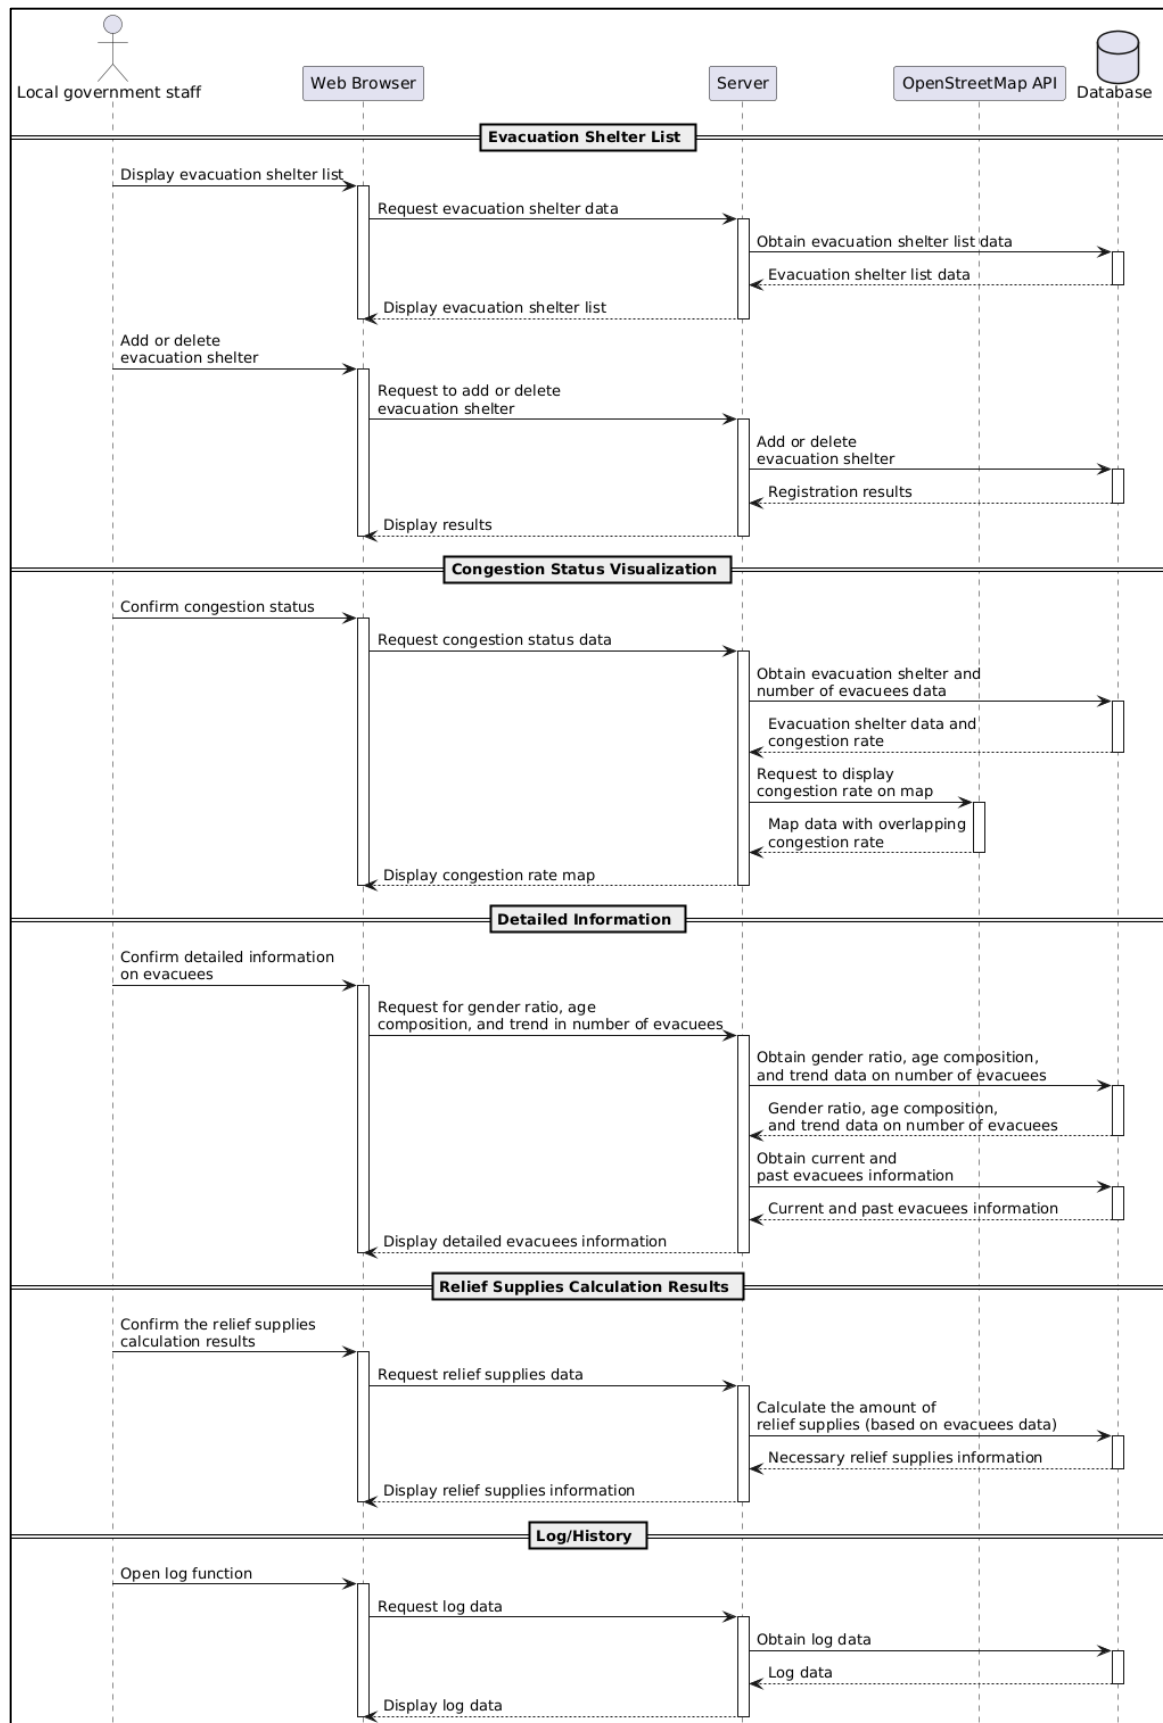 Local government staff
Web Browser
Server
OpenStreetMap API
Database
Evacuation Shelter List
Display evacuation shelter list
Request evacuation shelter data
Obtain evacuation shelter list data
Evacuation shelter list data
Display evacuation shelter list
Add or delete
evacuation shelter
Request to add or delete
evacuation shelter
Add or delete
evacuation shelter
Registration results
Display results
Congestion Status Visualization
Confirm congestion status
Request congestion status data
Obtain evacuation shelter and
number of evacuees data
Evacuation shelter data and
congestion rate
Request to display
congestion rate on map
Map data with overlapping
congestion rate
Display congestion rate map
Detailed Information
Confirm detailed information
on evacuees
Request for gender ratio, age
composition, and trend in number of evacuees
Obtain gender ratio, age composition,
and trend data on number of evacuees
Gender ratio, age composition,
and trend data on number of evacuees
Obtain current and
past evacuees information
Current and past evacuees information
Display detailed evacuees information
Relief Supplies Calculation Results
Confirm the relief supplies
calculation results
Request relief supplies data
Calculate the amount of
relief supplies (based on evacuees data)
Necessary relief supplies information
Display relief supplies information
Log/History
Open log function
Request log data
Obtain log data
Log data
Display log data